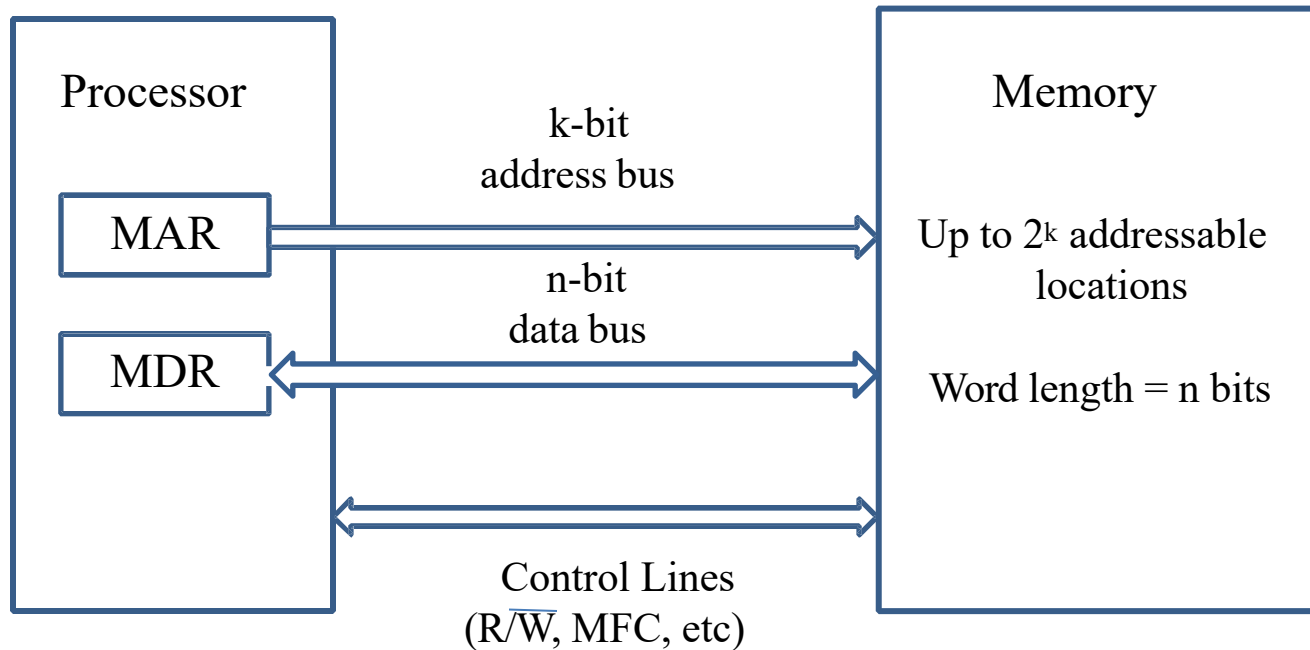 Processor
MAR
MDR
k-bit
address bus
n-bit
data bus
Control Lines
(R/W̅, MFC, etc)
Memory
Up to 2ᵏ addressable
locations
Word length = n bits